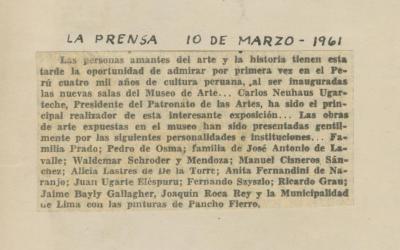 LA PRENSA 10 DE MARZO - 1961
Las personas amantes del arte y la historia tienen esta
tarde la oportunidad de admirar por primera vez en el Pe-
rú cuatro mil años de cultura peruana, al ser inauguradas
las nuevas salas del Museo de Arte... Carlos Neuhaus Ugar-
teche, Presidente del Patronato de las Artes, ha sido el prin-
cipal realizador de esta interesante exposición... Las obras
de arte expuestas en el museo han sido presentadas gentil-
mente por las siguientes personalidades e instituciones... Fa-
milia Prado; Pedro de Osma; familia de José Antonio de La-
valle; Waldemar Schroder y Mendoza; Manuel Cisneros Sán-
chez; Alicia Lastres de De la Torre; Anita Fernandini de Na-
ranjo; Juan Ugarte Eléspuru; Fernando Szyszlo; Ricardo Grau;
Jaime Bayly Gallagher, Joaquín Roca Rey y la Municipalidad
de Lima con las pinturas de Pancho Fierro.